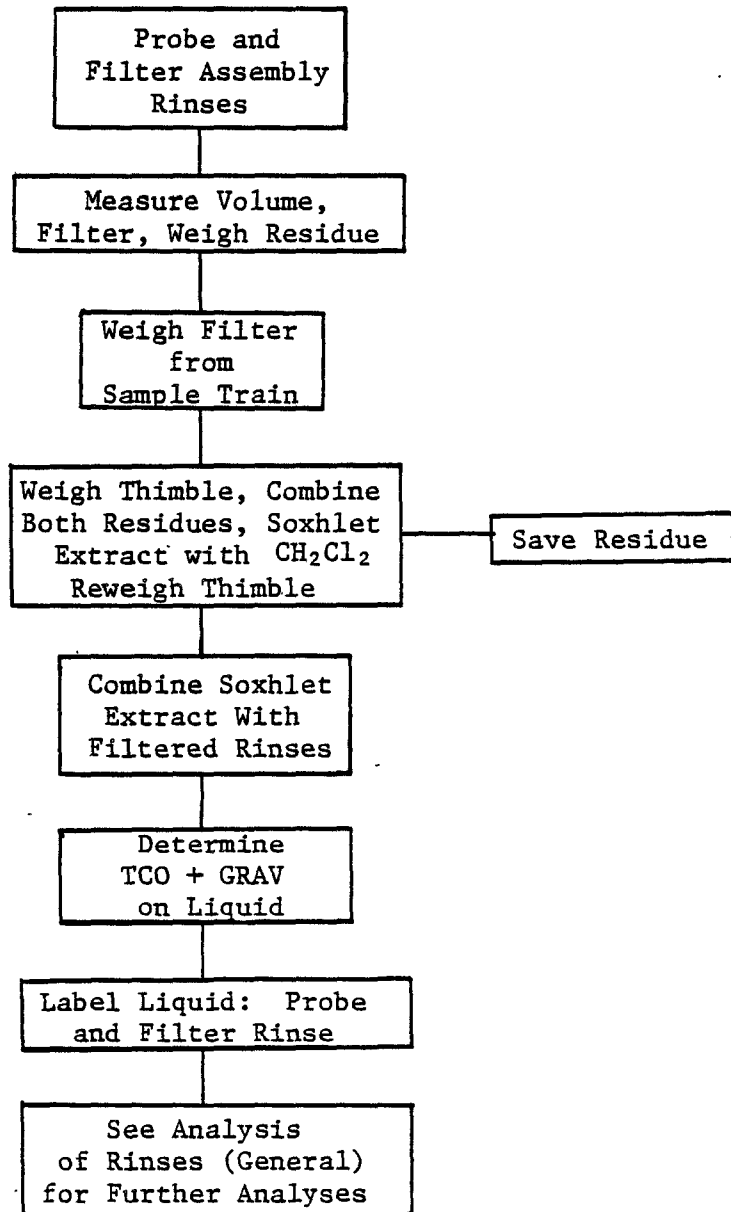 Probe and
Filter Assembly
Rinses
Measure Volume,
Filter, Weigh Residue
Weigh Filter
from
Sample Train
Weigh Thimble, Combine
Both Residues, Soxhlet
Extract with CH₂Cl₂
Reweigh Thimble
Save Residue
Combine Soxhlet
Extract With
Filtered Rinses
Determine
TCO + GRAV
on Liquid
Label Liquid: Probe
and Filter Rinse
See Analysis
of Rinses (General)
for Further Analyses